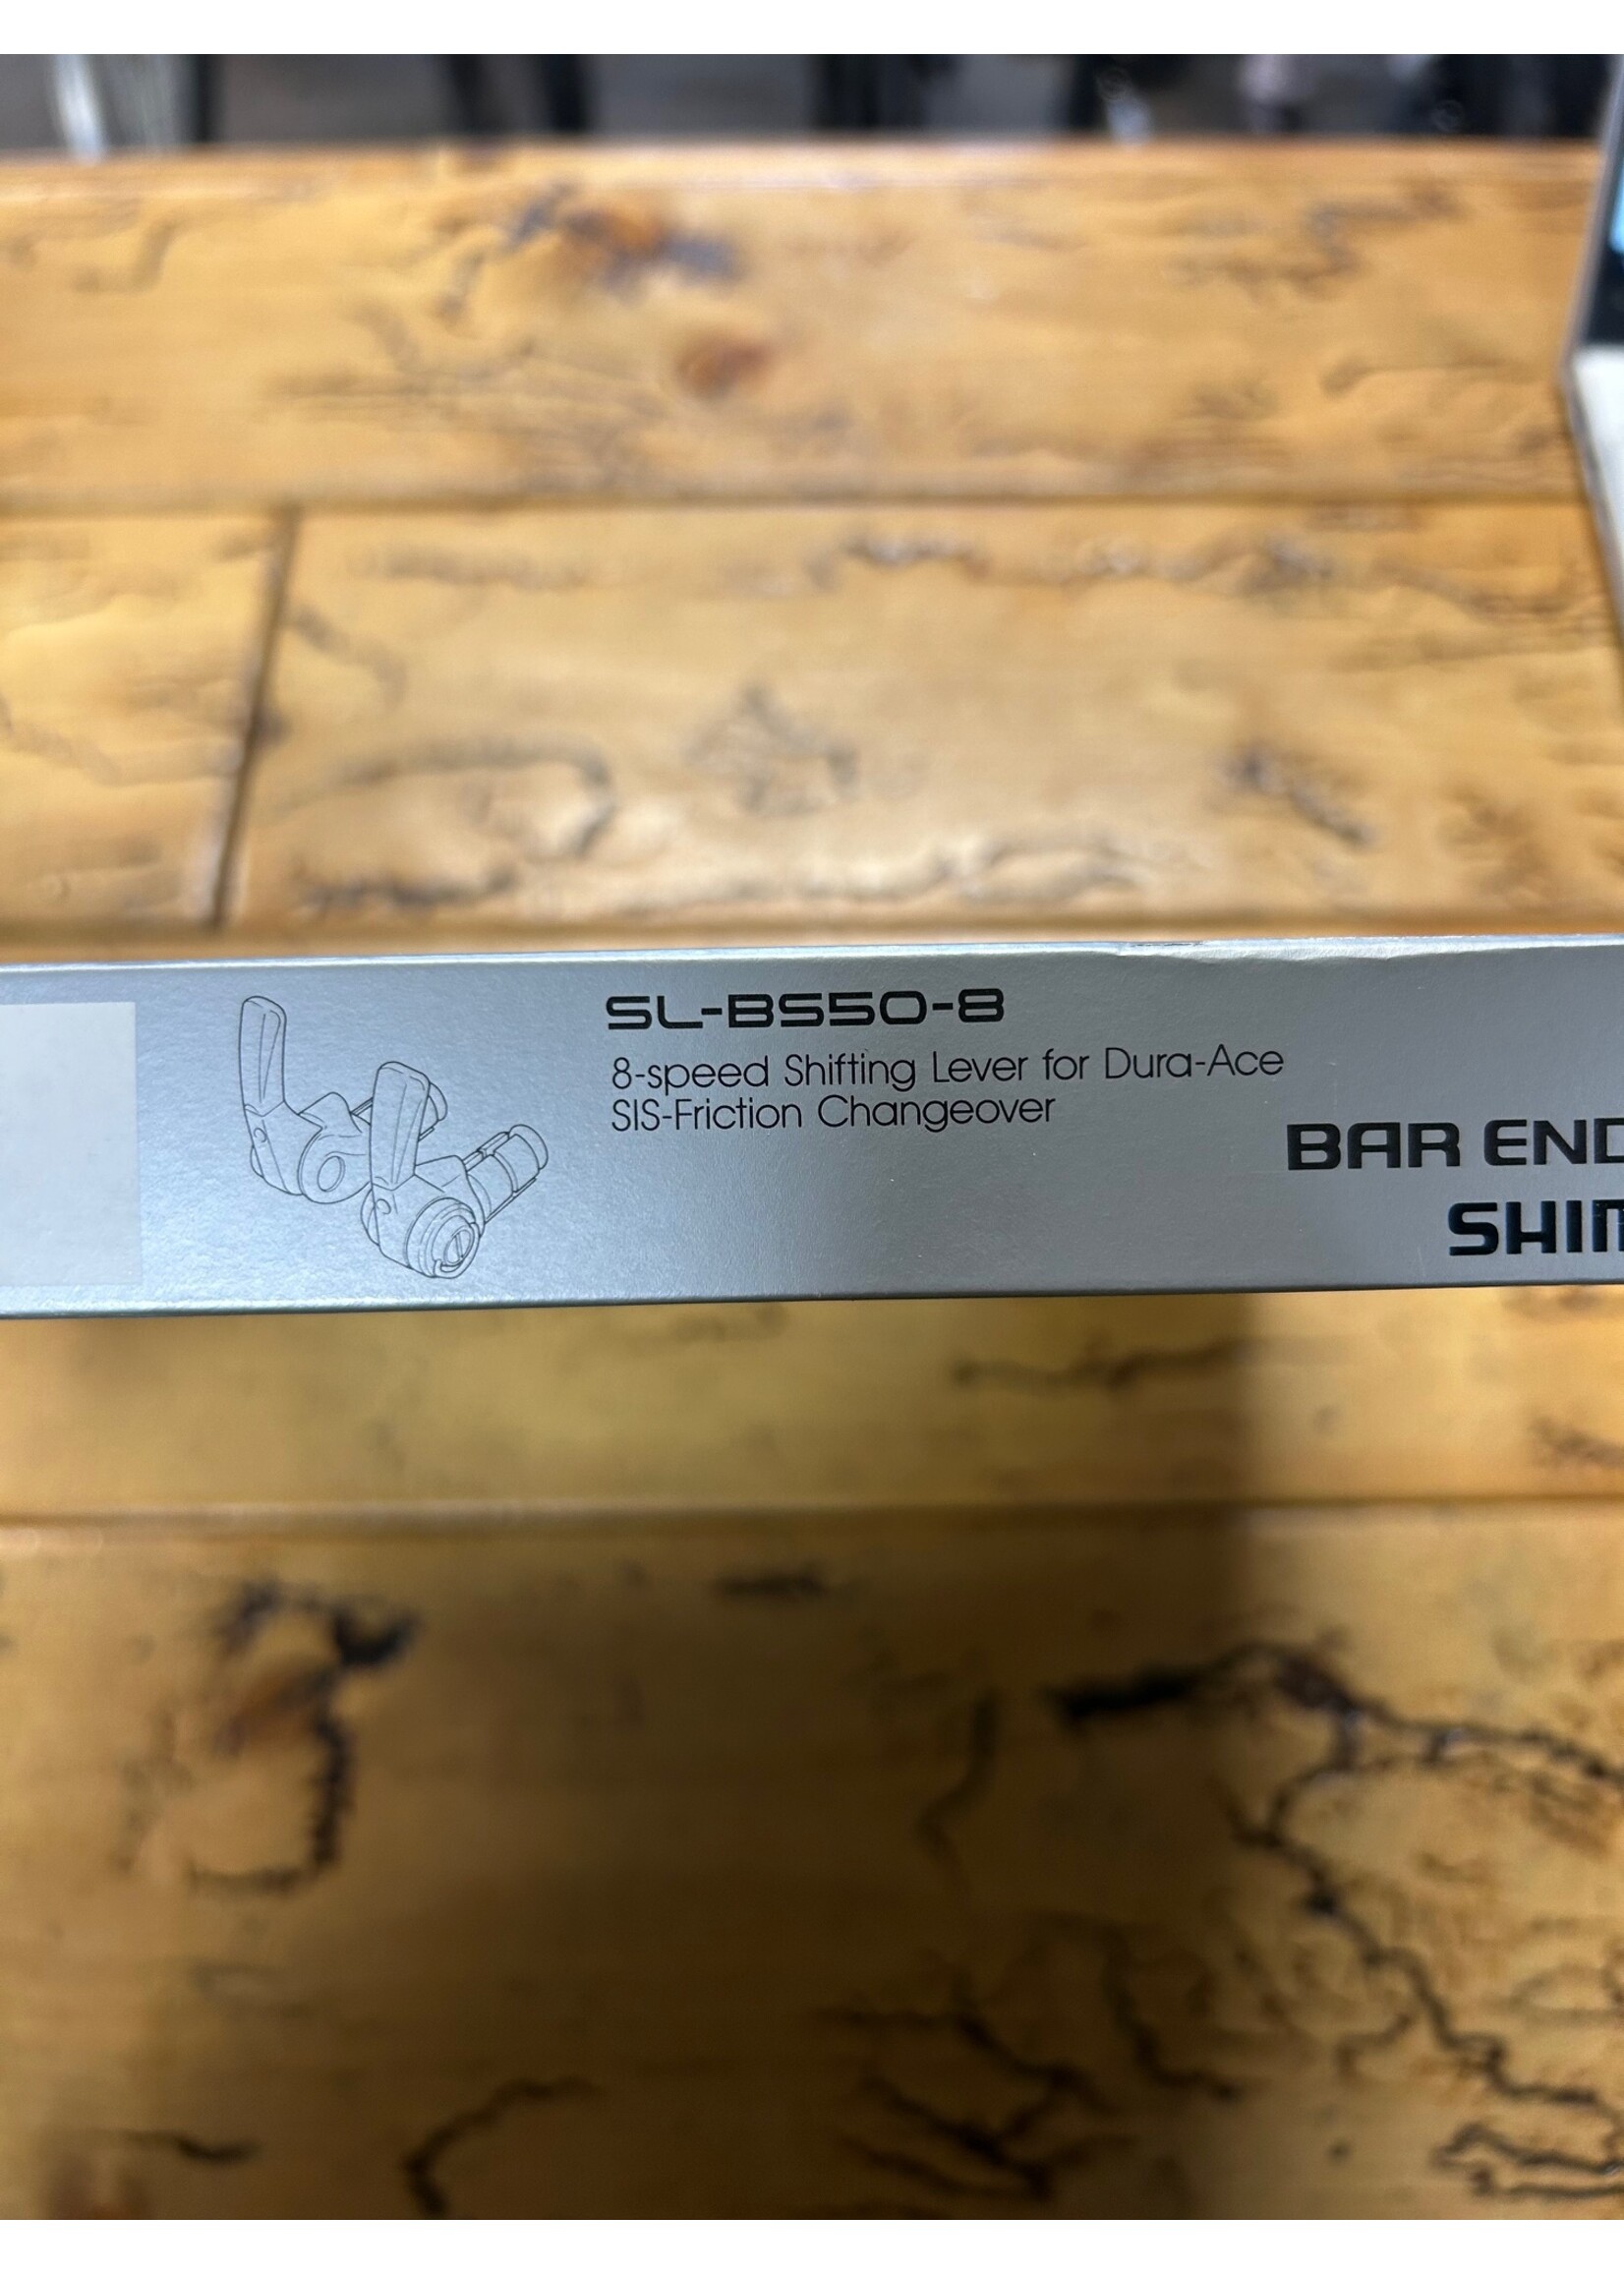 SL-BS50-8
8-speed Shifting Lever for Dura-Ace
SIS-Friction Changeover
BAR END